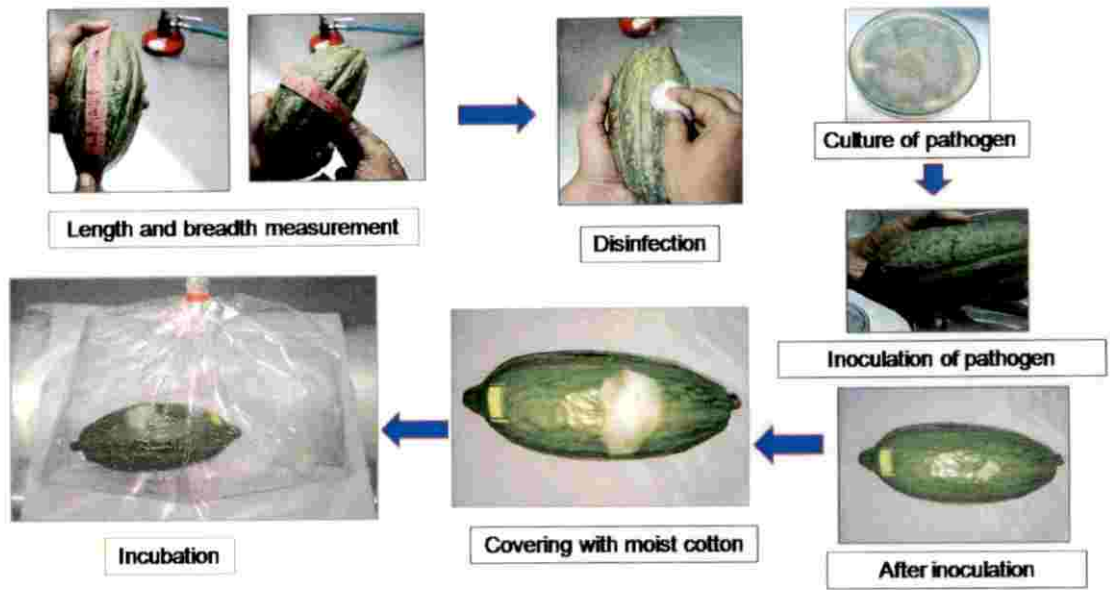 Length and breadth measurement
Disinfection
Culture of pathogen
Inoculation of pathogen
After inoculation
Covering with moist cotton
Incubation